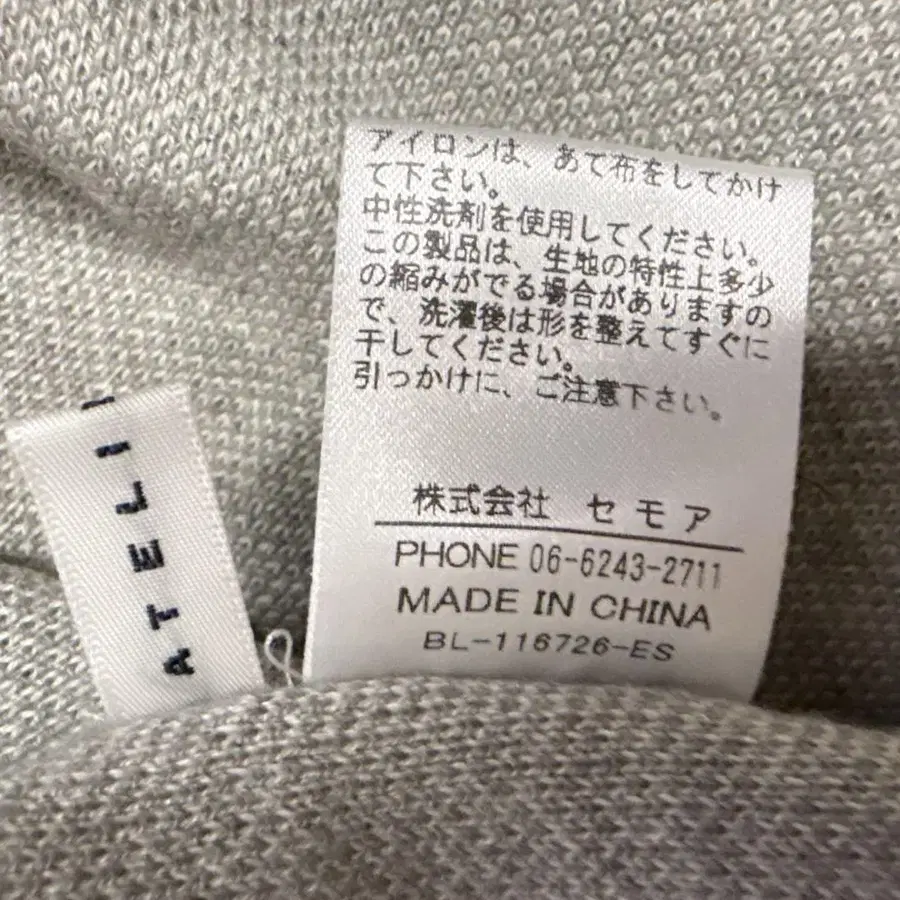 アイロンは、あて布をしてかけ
て下さい。
中性洗剤を使用してください。
この製品は、生地の特性上多少
の縮みがでる場合がありますの
で、洗濯後は形を整えてすぐに
干してください。
引っかけに、ご注意下さい。
株式会社 セモア
PHONE 06-6243-2711
MADE IN CHINA
BL-116726-ES
ATELI